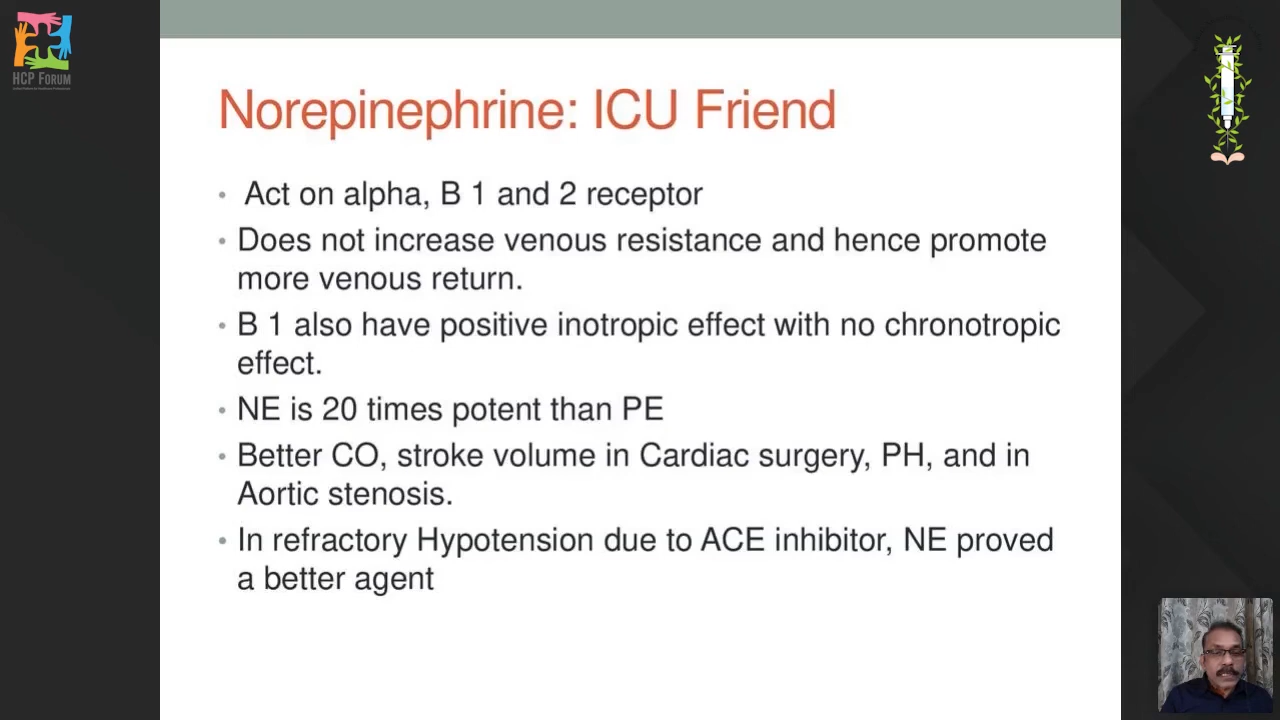 HCP FORUM
Norepinephrine: ICU Friend
• Act on alpha, B 1 and 2 receptor
• Does not increase venous resistance and hence promote
more venous return.
• B 1 also have positive inotropic effect with no chronotropic
effect.
• NE is 20 times potent than PE
• Better CO, stroke volume in Cardiac surgery, PH, and in
Aortic stenosis.
• In refractory Hypotension due to ACE inhibitor, NE proved
a better agent